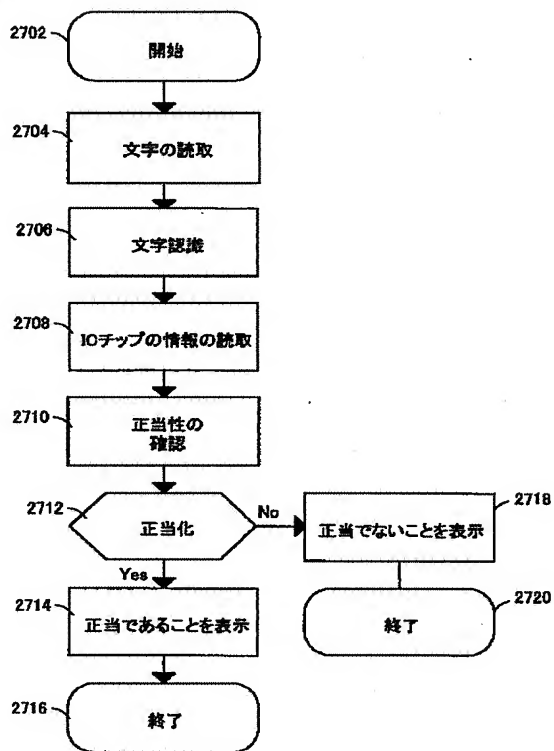 2702
開始
2704
文字の読取
2706
文字認識
2708
ICチップの情報の読取
2710
正当性の
確認
2712
正当化
No
2718
正当でないことを表示
Yes
2714
正当であることを表示
2720
終了
2716
終了